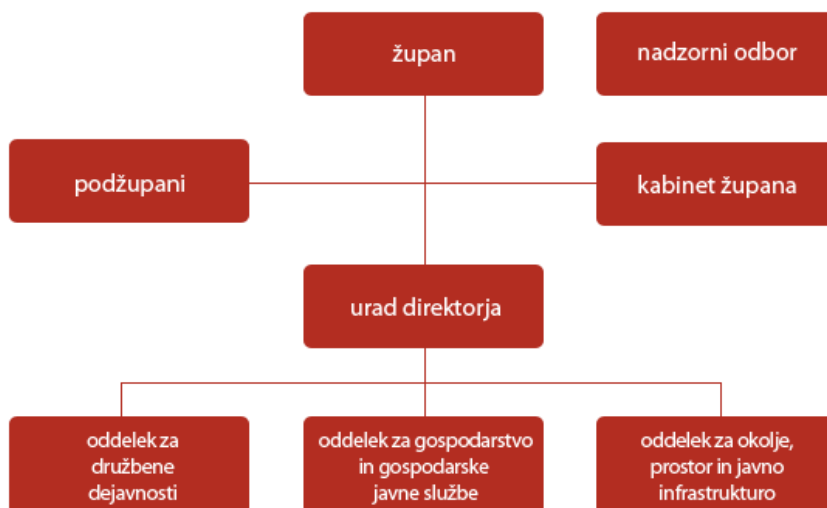 župan
nadzorni odbor
podžupani
kabinet župana
urad direktorja
oddelek za
družbene
dejavnosti
oddelek za gospodarstvo
in gospodarske
javne službe
oddelek za okolje,
prostor in javno
infrastrukturo